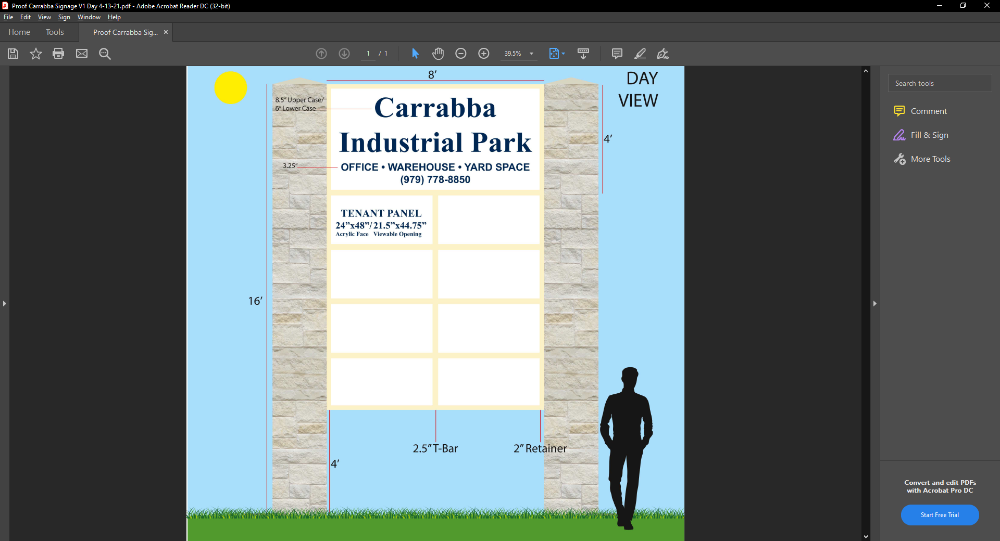 Proof Carrabba Signage V1 Day 4-13-21.pdf - Adobe Acrobat Reader DC (32-bit)
File Edit View Sign Window Help
Home Tools Proof Carrabba Sig...
1 / 1 39.5%
8’
DAY
VIEW
8.5” Upper Case/
6” Lower Case
Carrabba
Industrial Park
4’
3.25”
OFFICE • WAREHOUSE • YARD SPACE
(979) 778-8850
TENANT PANEL
24”x48”/ 21.5”x44.75”
Acrylic Face Viewable Opening
16’
2.5” T-Bar
2” Retainer
4’
Search tools
Comment
Fill & Sign
More Tools
Convert and edit PDFs
with Acrobat Pro DC
Start Free Trial